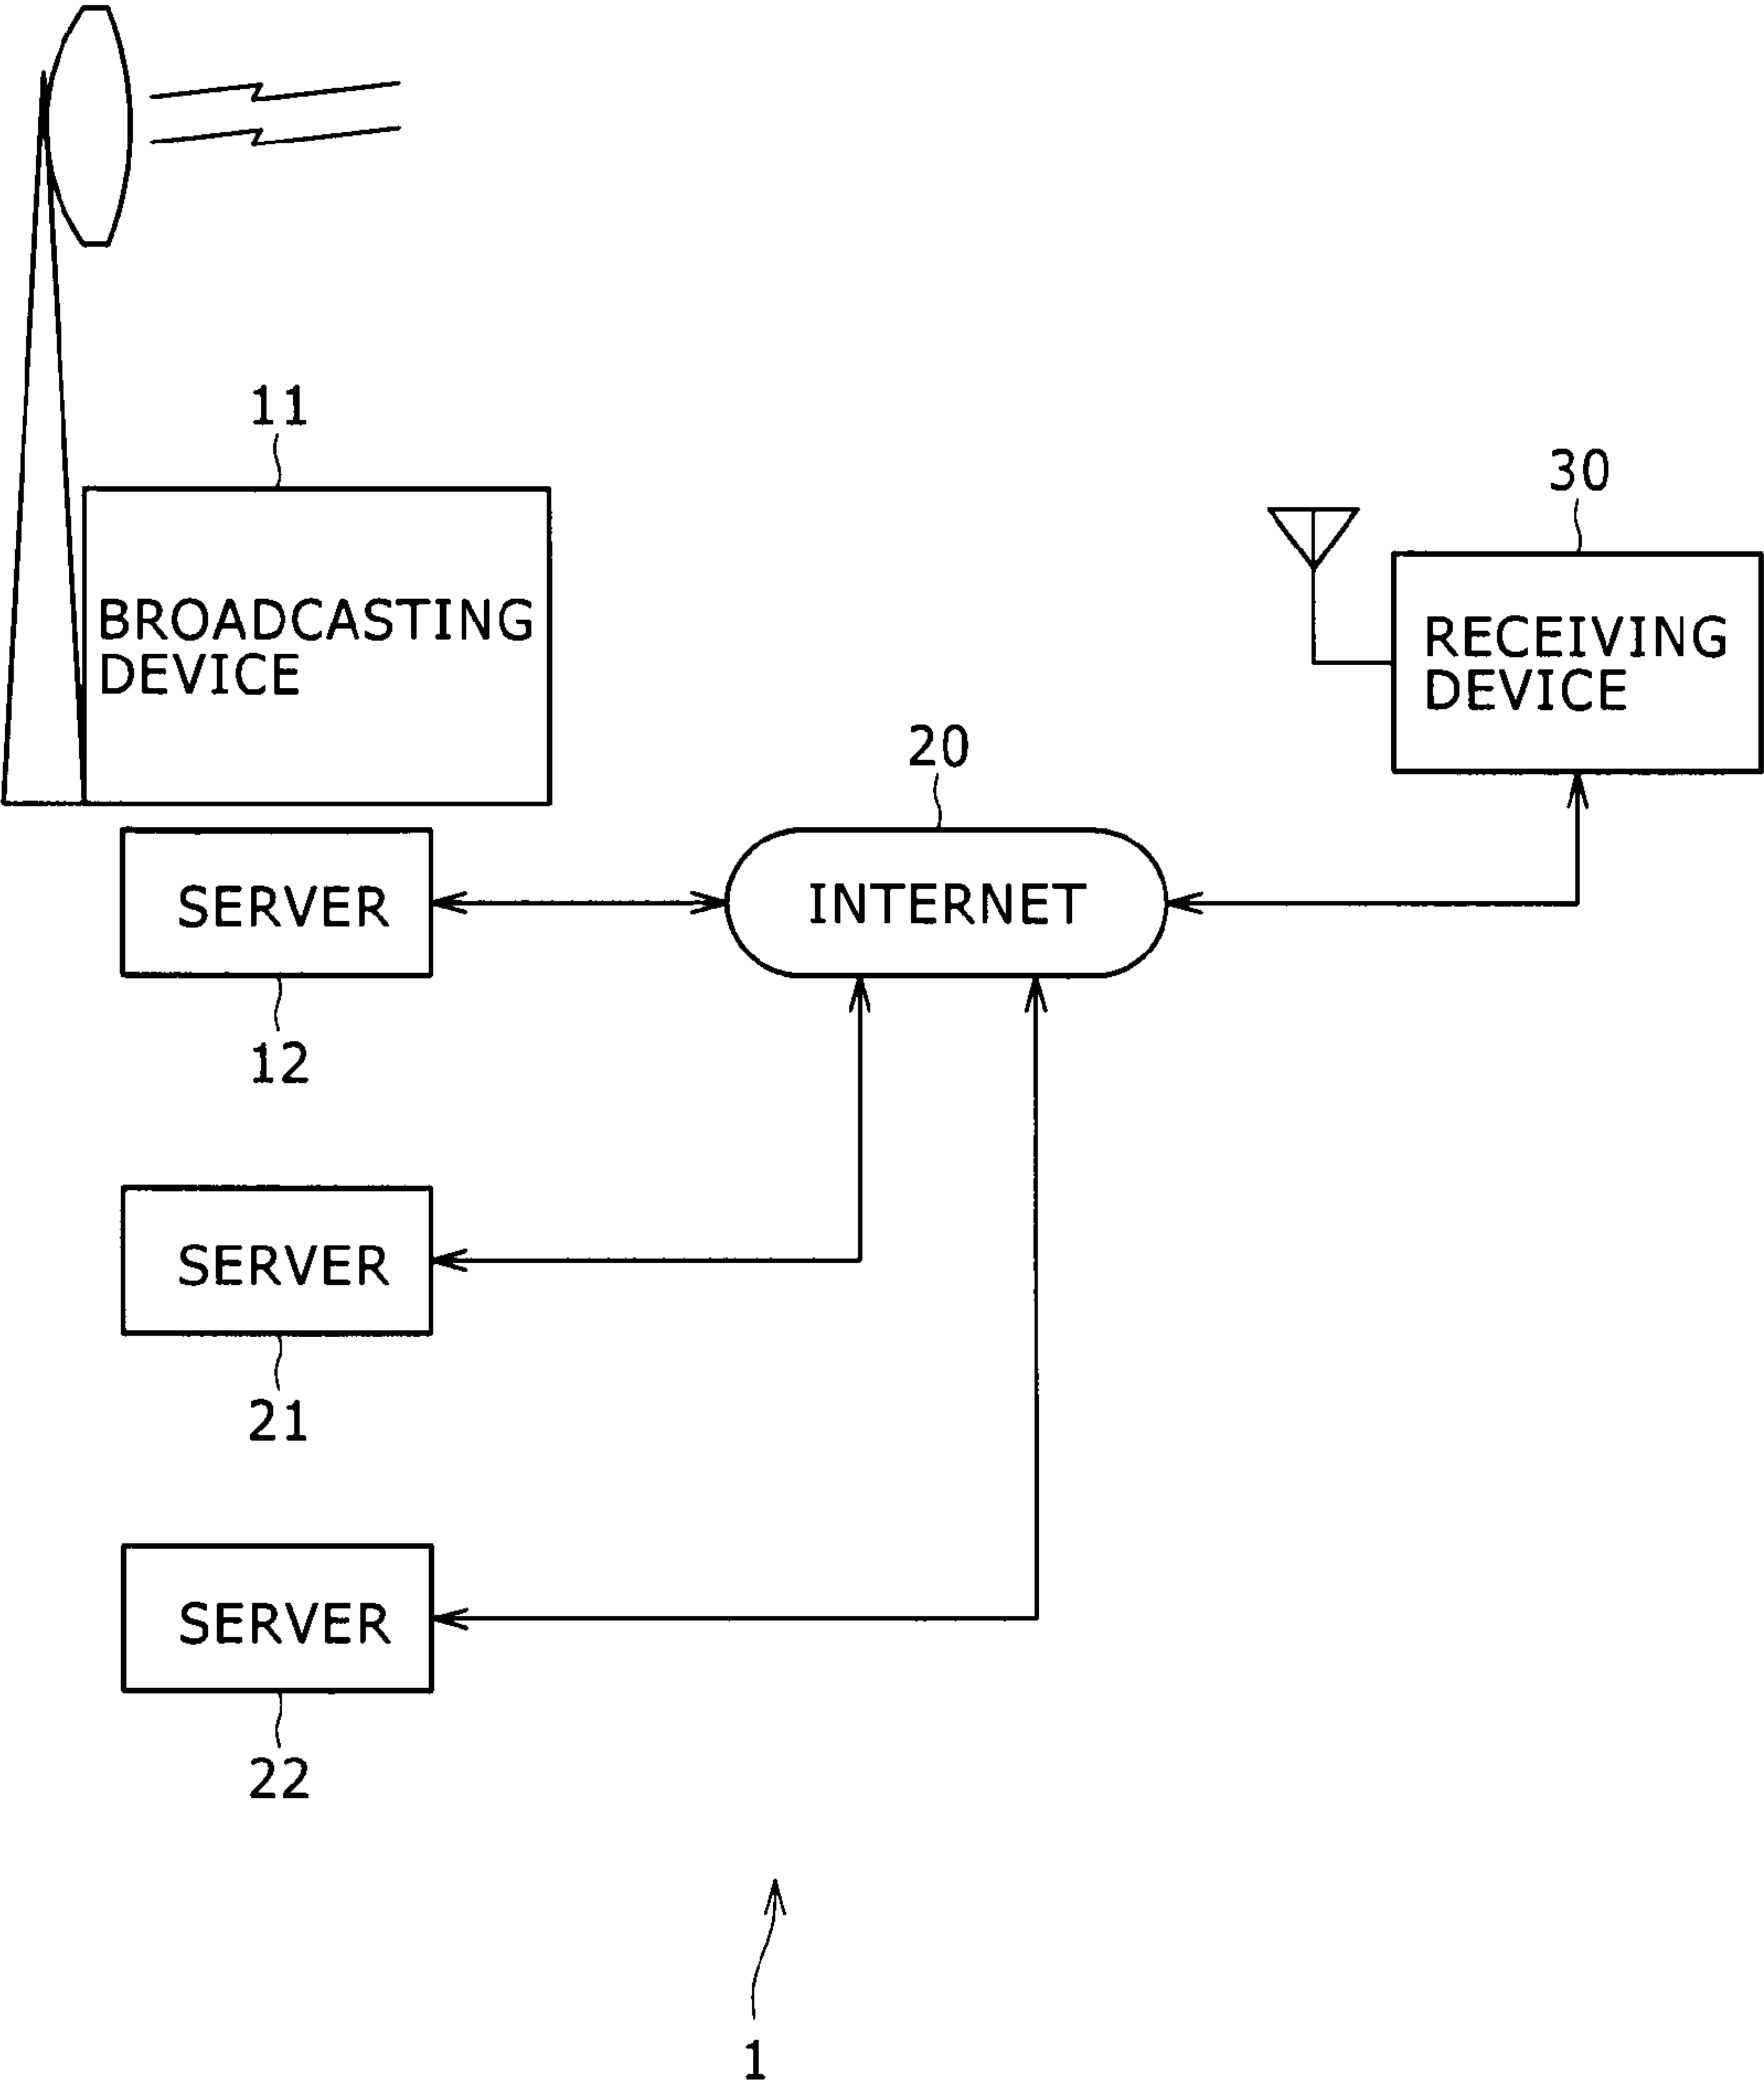 11
BROADCASTING
DEVICE
30
RECEIVING
DEVICE
20
INTERNET
SERVER
12
SERVER
21
SERVER
22
1